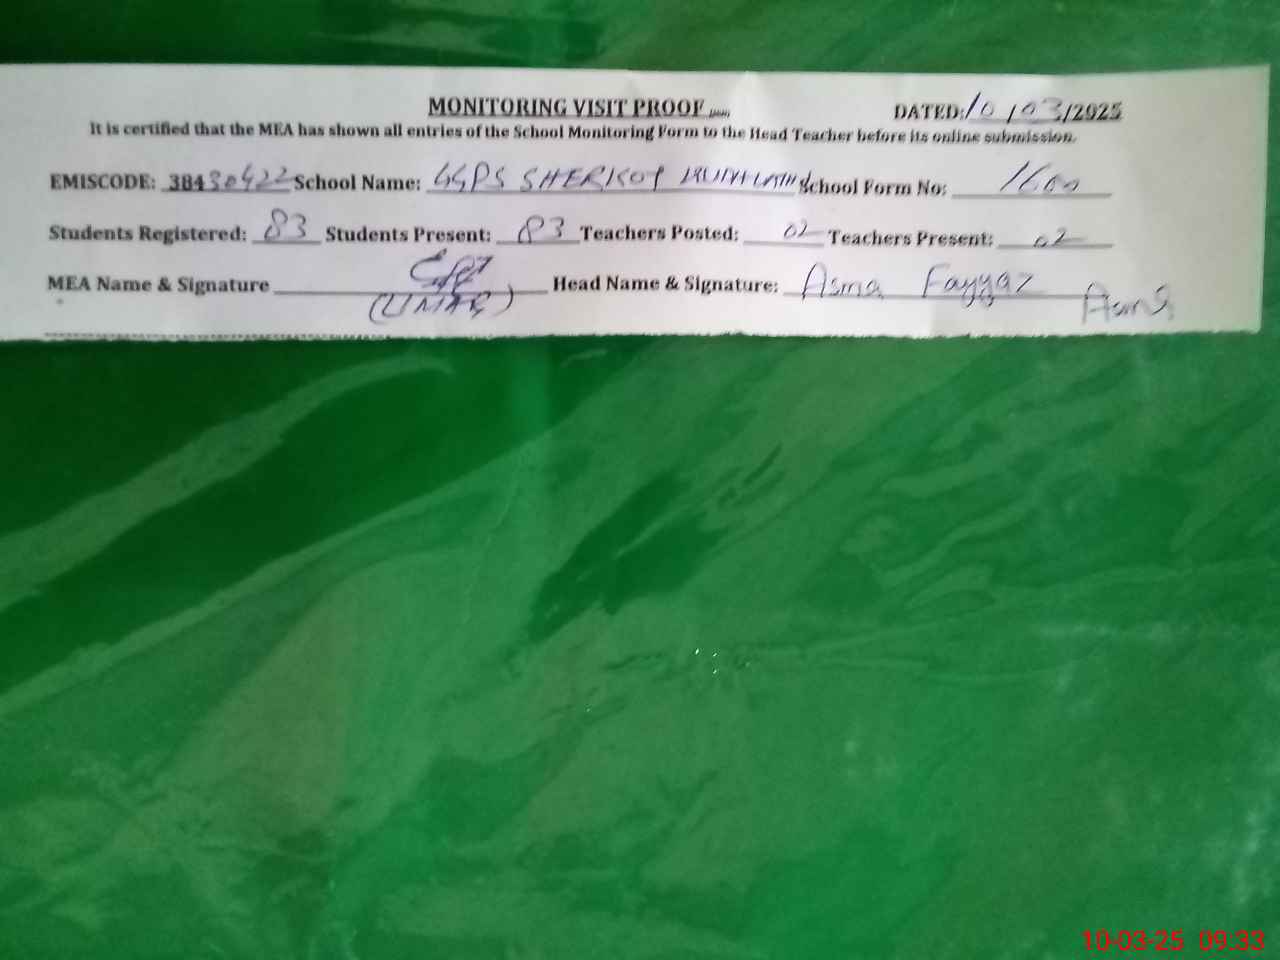 MONITORING VISIT PROOF DATED: 10/03/2025
It is certified that the MEA has shown all entries of the School Monitoring Form to the Head Teacher before its online submission.
EMISCODE: 38430422 School Name: GGPS SHERKOT School Form No: 1600
Students Registered: 83 Students Present: 83 Teachers Posted: 02 Teachers Present: 02
MEA Name & Signature Head Name & Signature: Asma Fayyaz
(UMAR) Asma
10-03-25 09:33